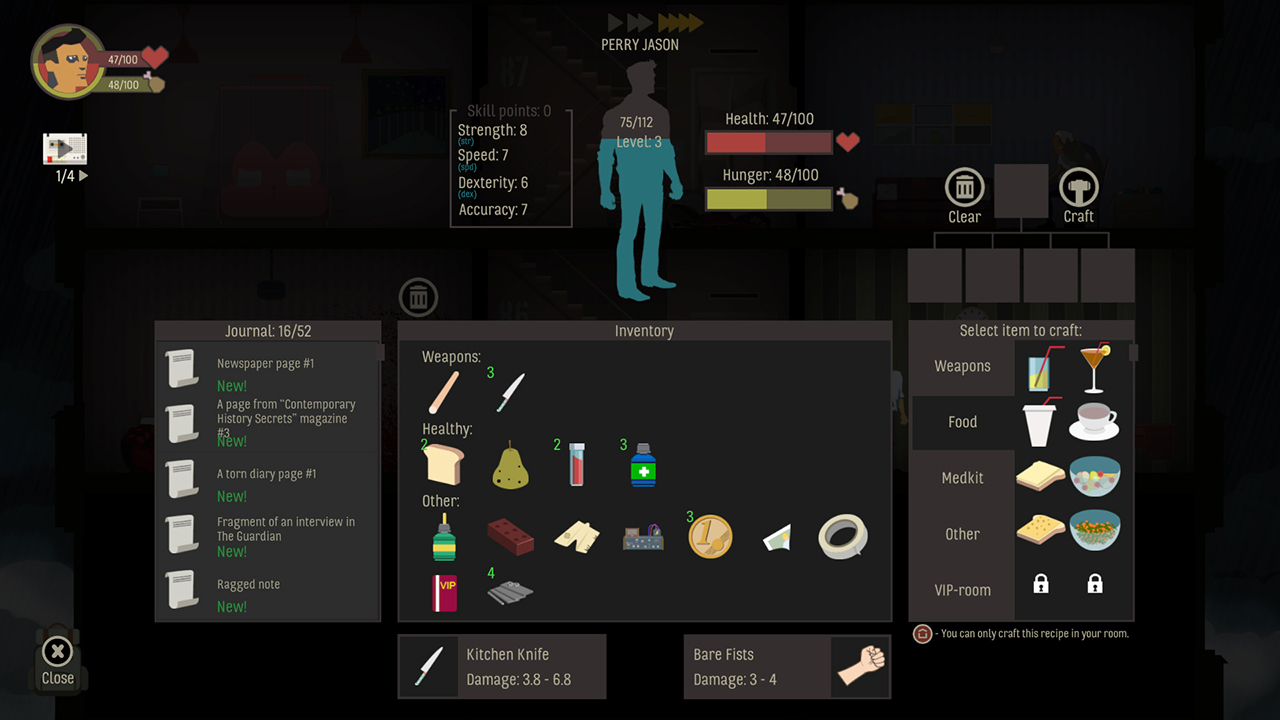 PERRY JASON
47/100
48/100
1/4
Skill points: 0
Strength: 8
(str)
Speed: 7
(spd)
Dexterity: 6
(dex)
Accuracy: 7
75/112
Level: 3
Health: 47/100
Hunger: 48/100
Clear
Craft
Journal: 16/52
Newspaper page #1
New!
A page from "Contemporary
History Secrets" magazine
#3
New!
A torn diary page #1
New!
Fragment of an interview in
The Guardian
New!
Ragged note
New!
Inventory
Weapons:
3
Healthy:
2
2
3
Other:
3
1
VIP
4
Select item to craft:
Weapons
Food
Medkit
Other
VIP-room
- You can only craft this recipe in your room.
Kitchen Knife
Damage: 3.8 - 6.8
Bare Fists
Damage: 3 - 4
Close